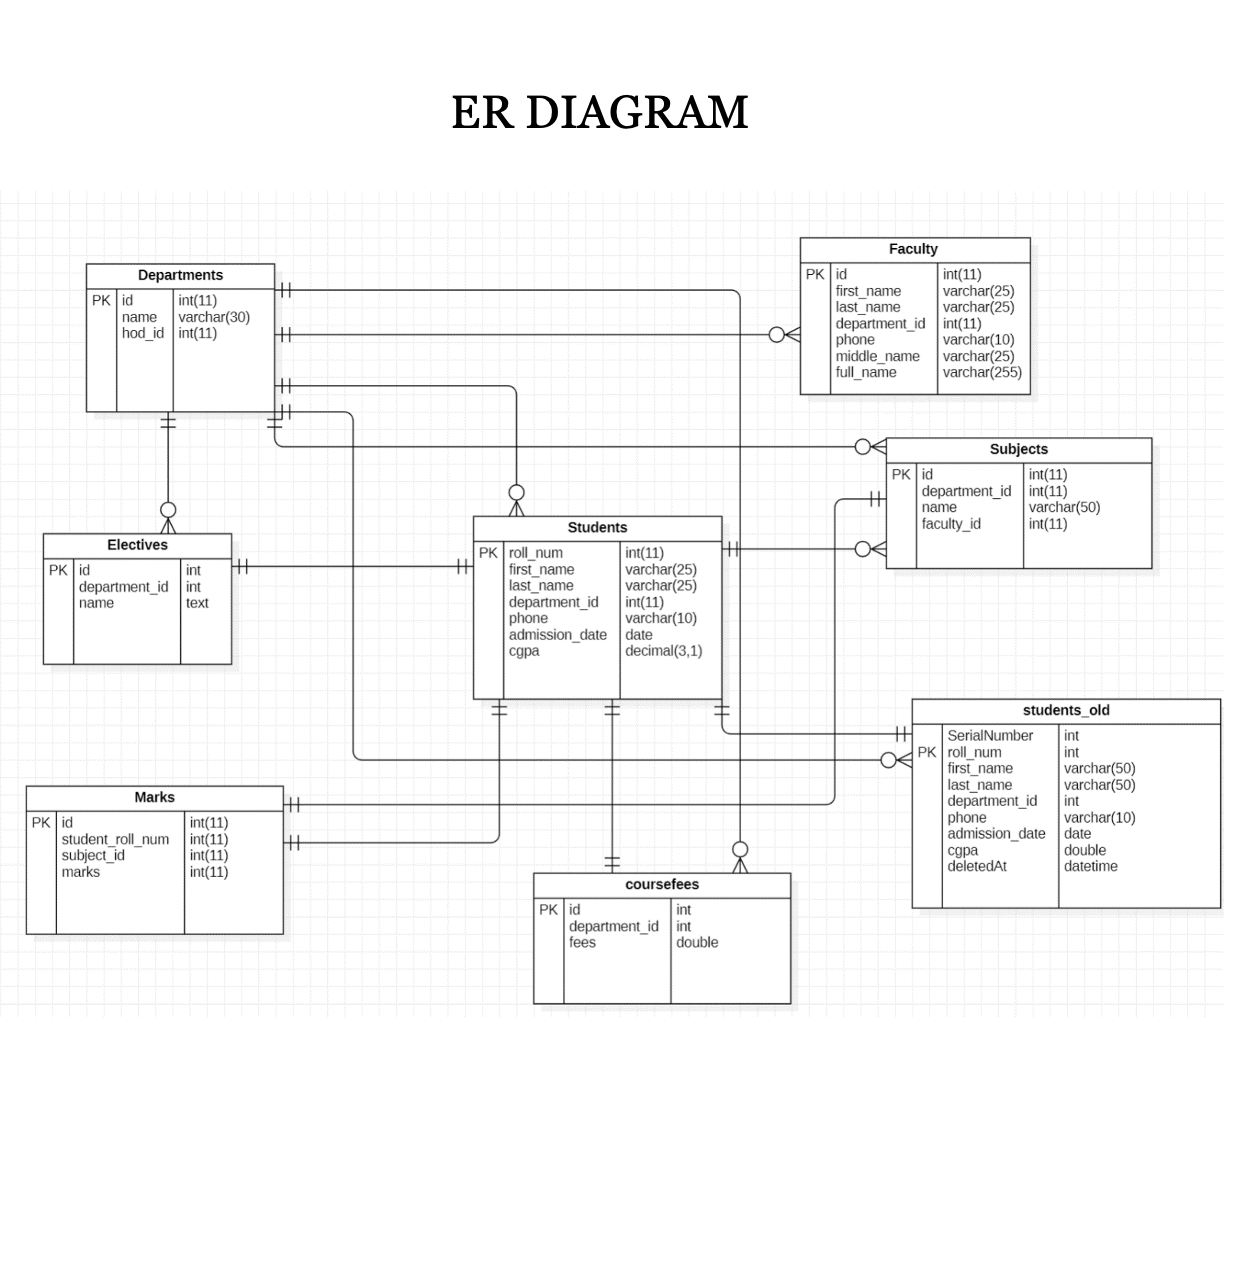 ER DIAGRAM
Departments
PK id int(11)
name varchar(30)
hod_id int(11)
Faculty
PK id int(11)
first_name varchar(25)
last_name varchar(25)
department_id int(11)
phone varchar(10)
middle_name varchar(25)
full_name varchar(255)
Subjects
PK id int(11)
department_id int(11)
name varchar(50)
faculty_id int(11)
Electives
PK id int
department_id int
name text
Students
PK roll_num int(11)
first_name varchar(25)
last_name varchar(25)
department_id int(11)
phone varchar(10)
admission_date date
cgpa decimal(3,1)
students_old
SerialNumber int
PK roll_num int
first_name varchar(50)
last_name varchar(50)
department_id int
phone varchar(10)
admission_date date
cgpa double
deletedAt datetime
Marks
PK id int(11)
student_roll_num int(11)
subject_id int(11)
marks int(11)
coursefees
PK id int
department_id int
fees double